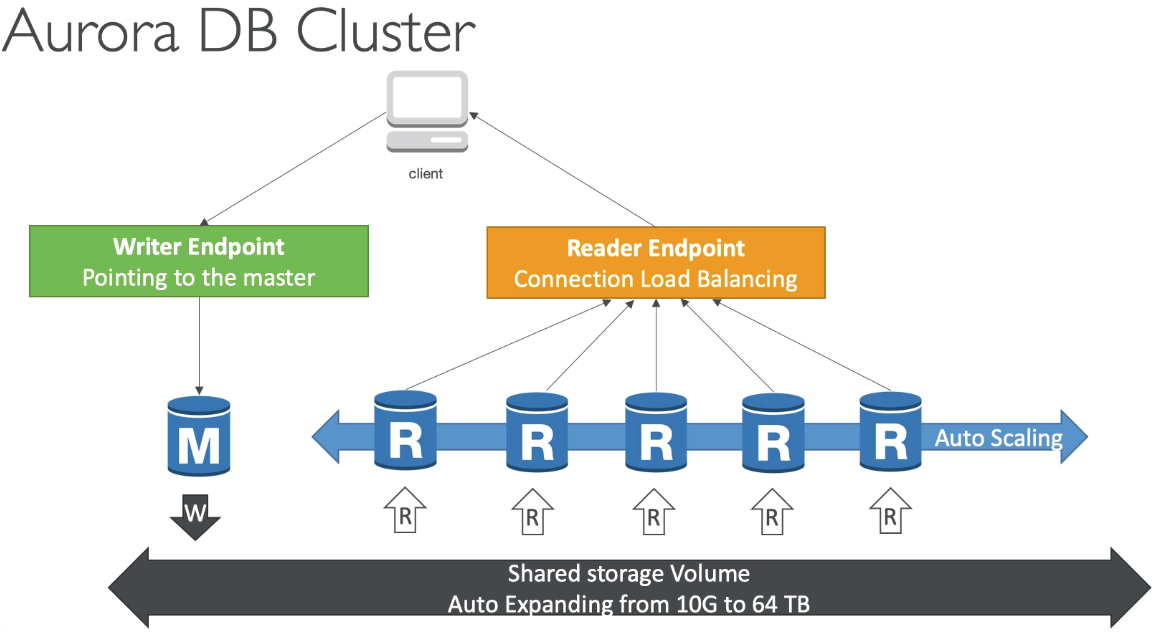 Aurora DB Cluster
client
Writer Endpoint
Pointing to the master
Reader Endpoint
Connection Load Balancing
M
R
R
R
R
R
Auto Scaling
W
R
R
R
R
R
Shared storage Volume
Auto Expanding from 10G to 64 TB